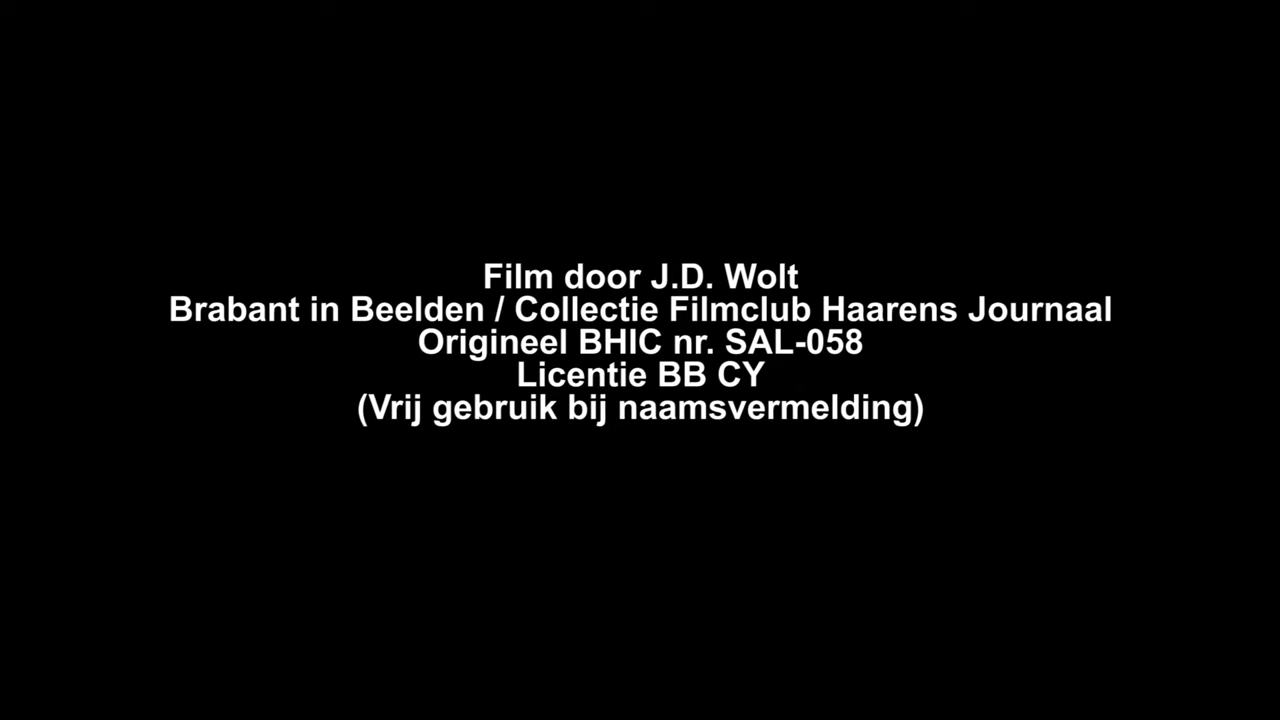 Film door J.D. Wolt
Brabant in Beelden / Collectie Filmclub Haarens Journaal
Origineel BHIC nr. SAL-058
Licentie BB CY
(Vrij gebruik bij naamsvermelding)